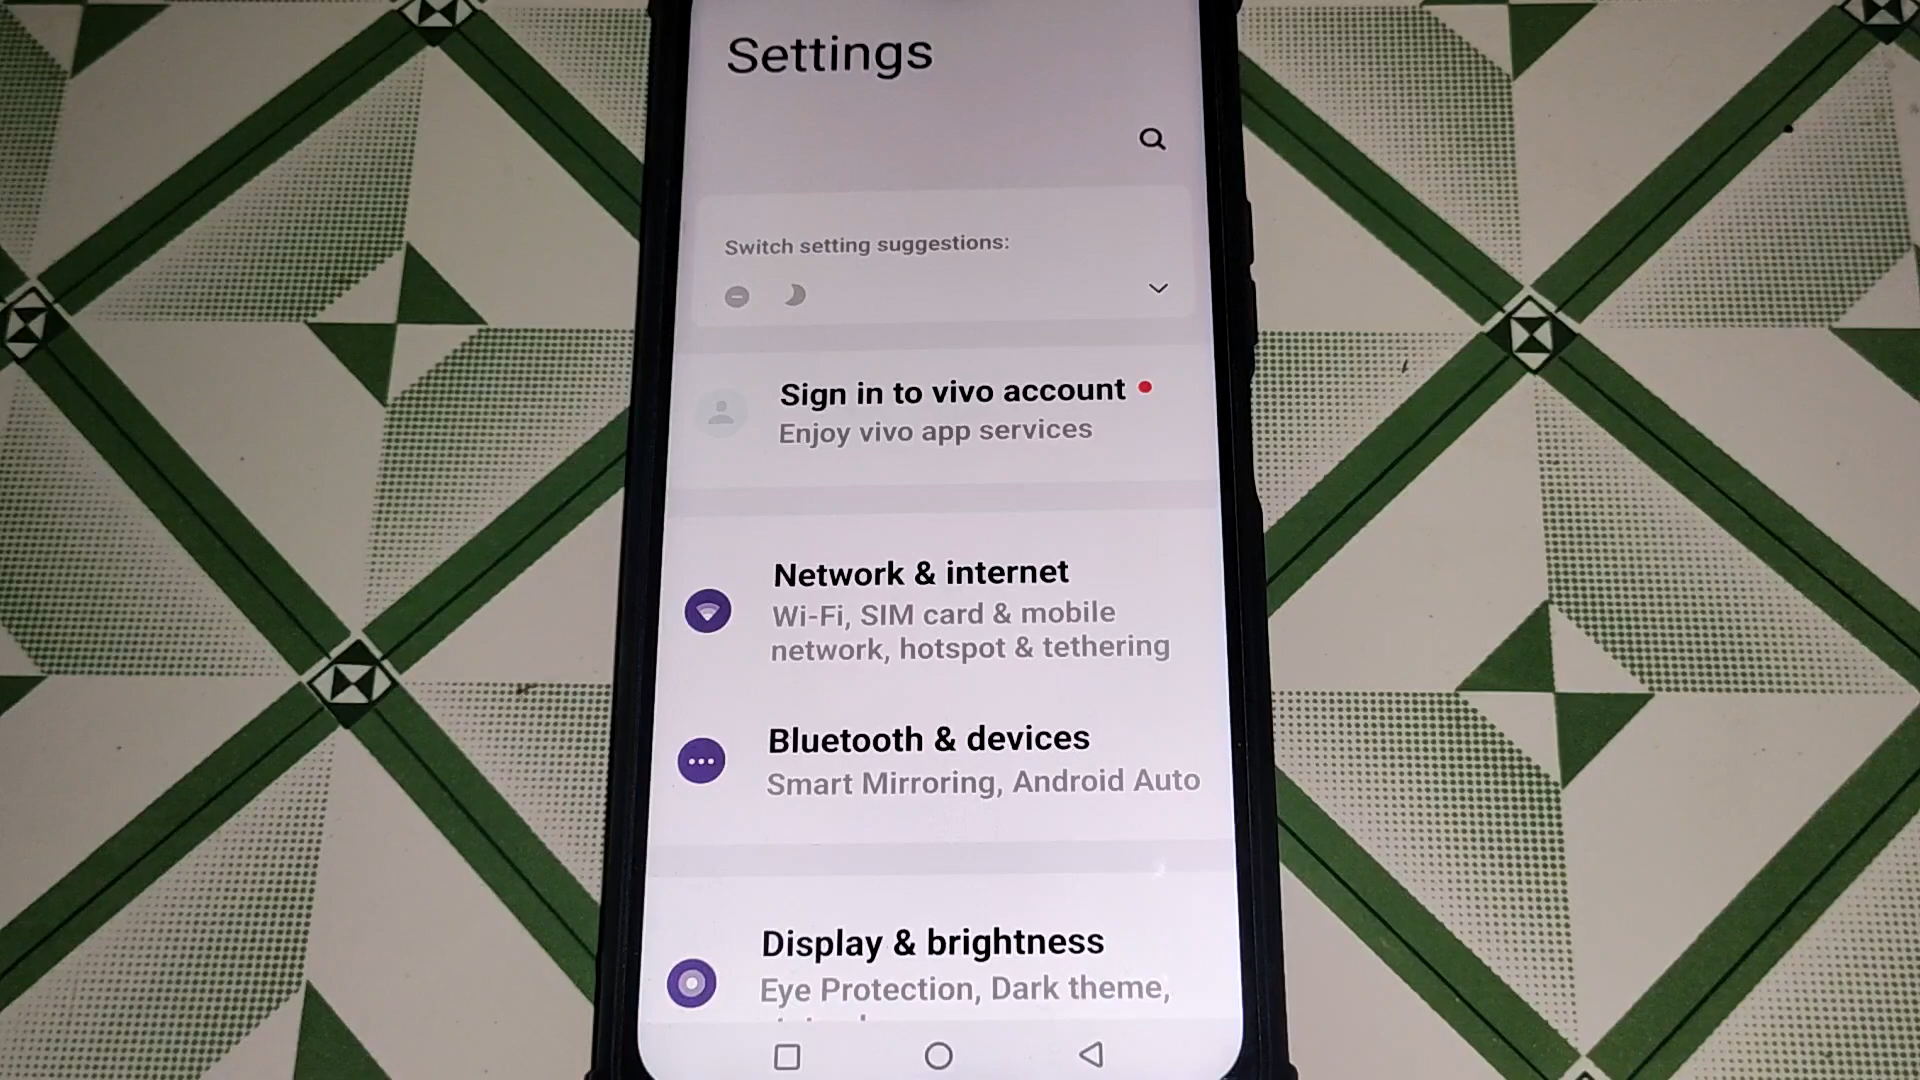 Settings
Switch setting suggestions:
Sign in to vivo account
Enjoy vivo app services
Network & internet
Wi-Fi, SIM card & mobile
network, hotspot & tethering
Bluetooth & devices
Smart Mirroring, Android Auto
Display & brightness
Eye Protection, Dark theme,